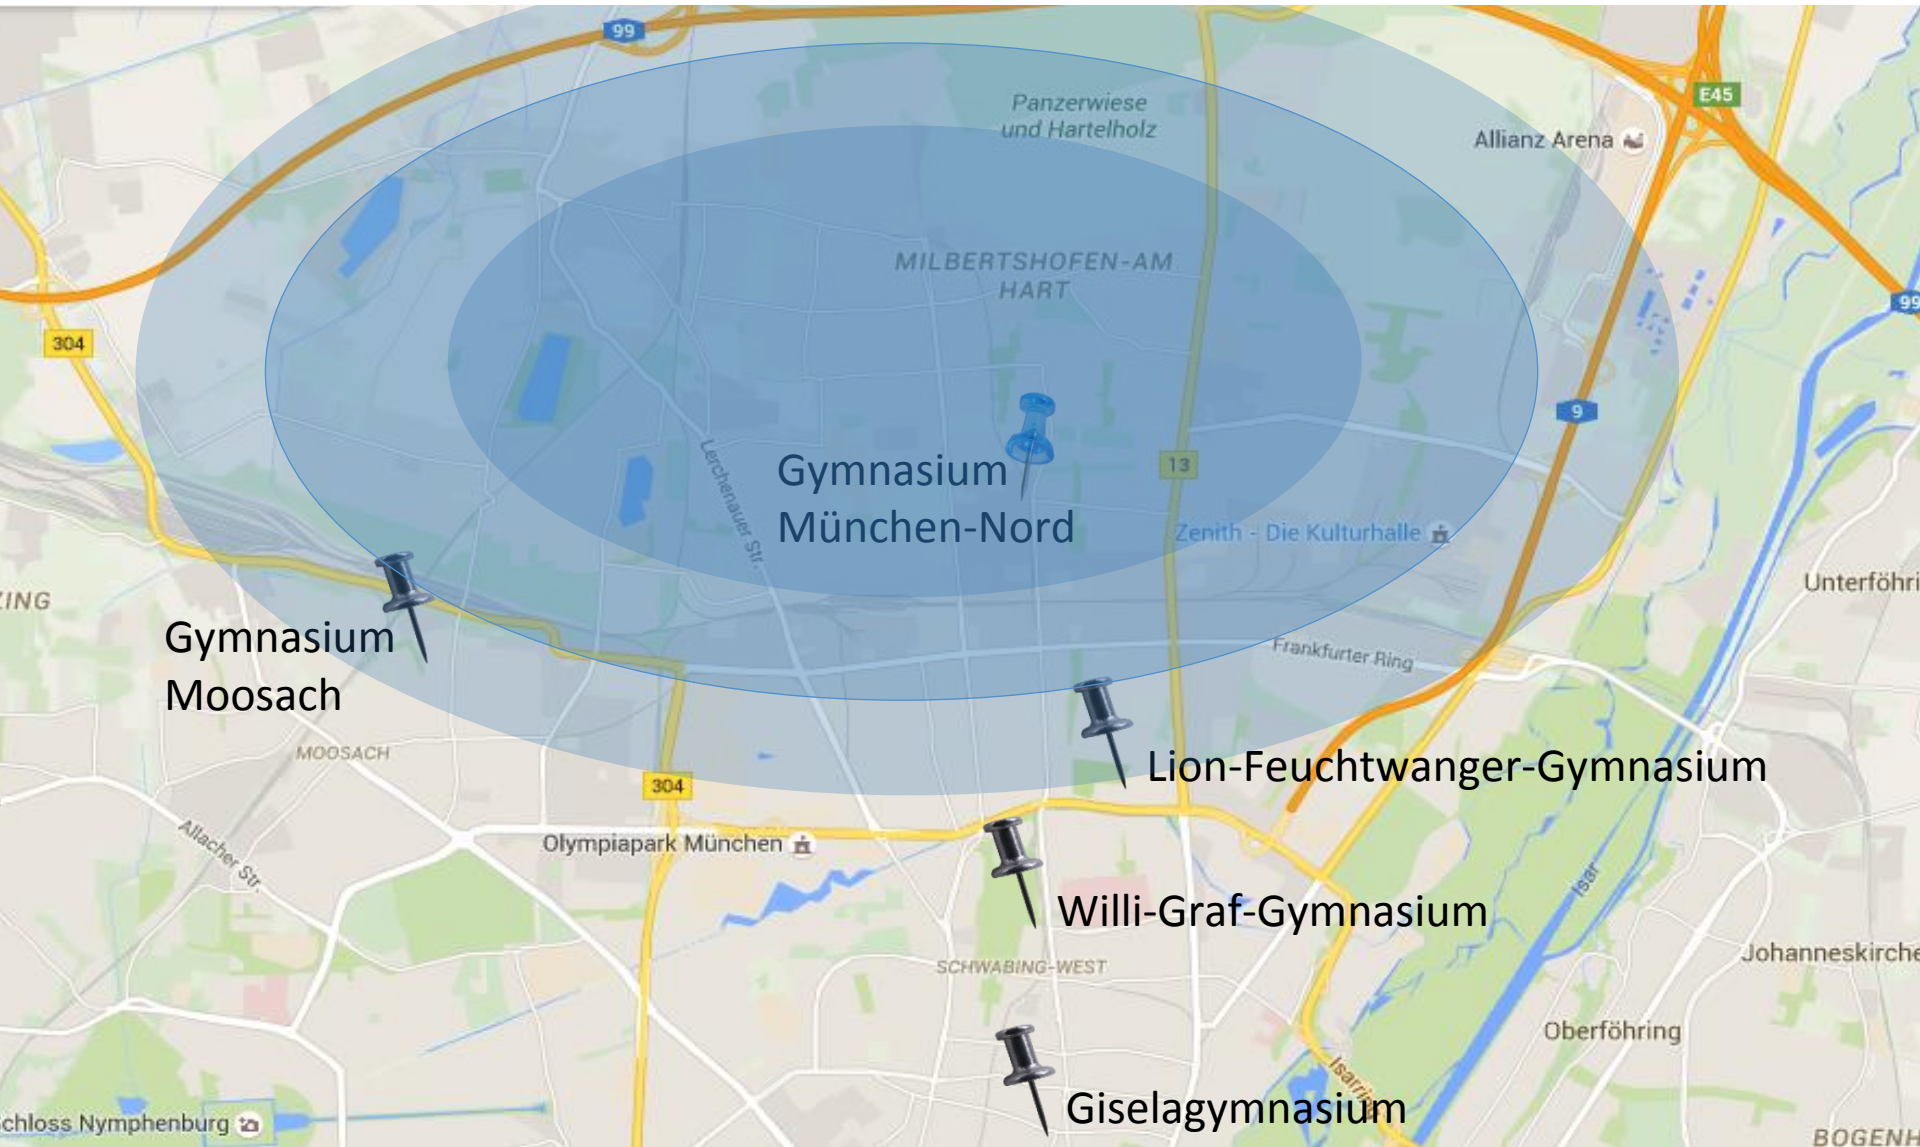 99
E45
Panzerwiese
und Hartelholz
Allianz Arena
MILBERTSHOFEN-AM
HART
99
304
9
Lerchenauer Str.
Gymnasium
München-Nord
13
Zenith - Die Kulturhalle
Unterföhri
ZING
Gymnasium
Moosach
Frankfurter Ring
MOOSACH
Lion-Feuchtwanger-Gymnasium
304
Allacher Str.
Olympiapark München
Isar
Willi-Graf-Gymnasium
SCHWABING-WEST
Johanneskirche
Oberföhring
Isarring
Giselagymnasium
chloss Nymphenburg
BOGENH